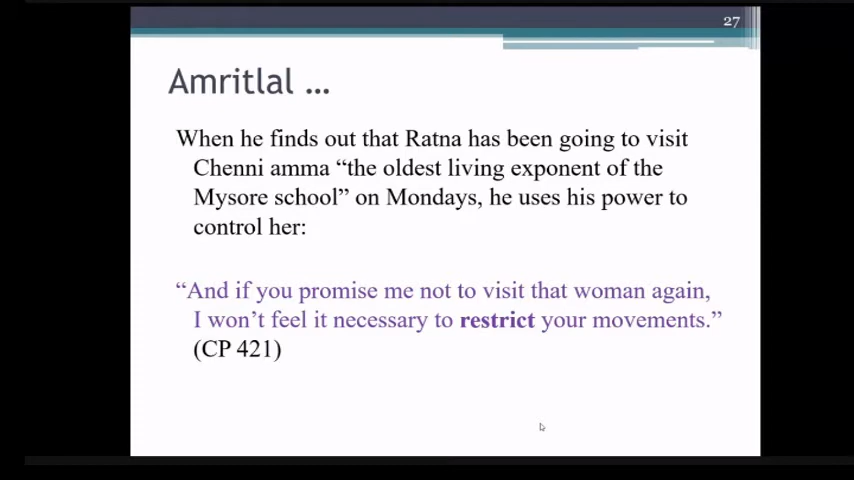 27
Amritlal ...
When he finds out that Ratna has been going to visit
Chenni amma “the oldest living exponent of the
Mysore school” on Mondays, he uses his power to
control her:
“And if you promise me not to visit that woman again,
I won’t feel it necessary to restrict your movements.”
(CP 421)